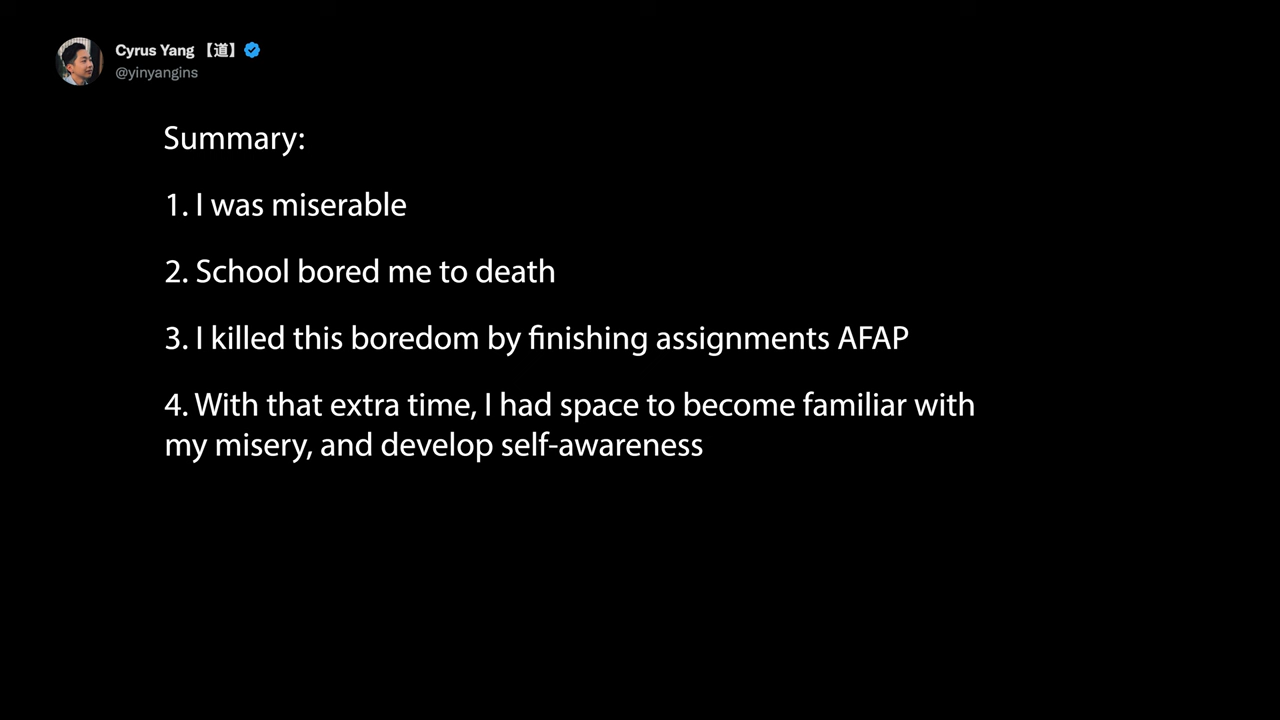 Cyrus Yang 【道】
@yinyangins
Summary:
1. I was miserable
2. School bored me to death
3. I killed this boredom by finishing assignments AFAP
4. With that extra time, I had space to become familiar with
my misery, and develop self-awareness